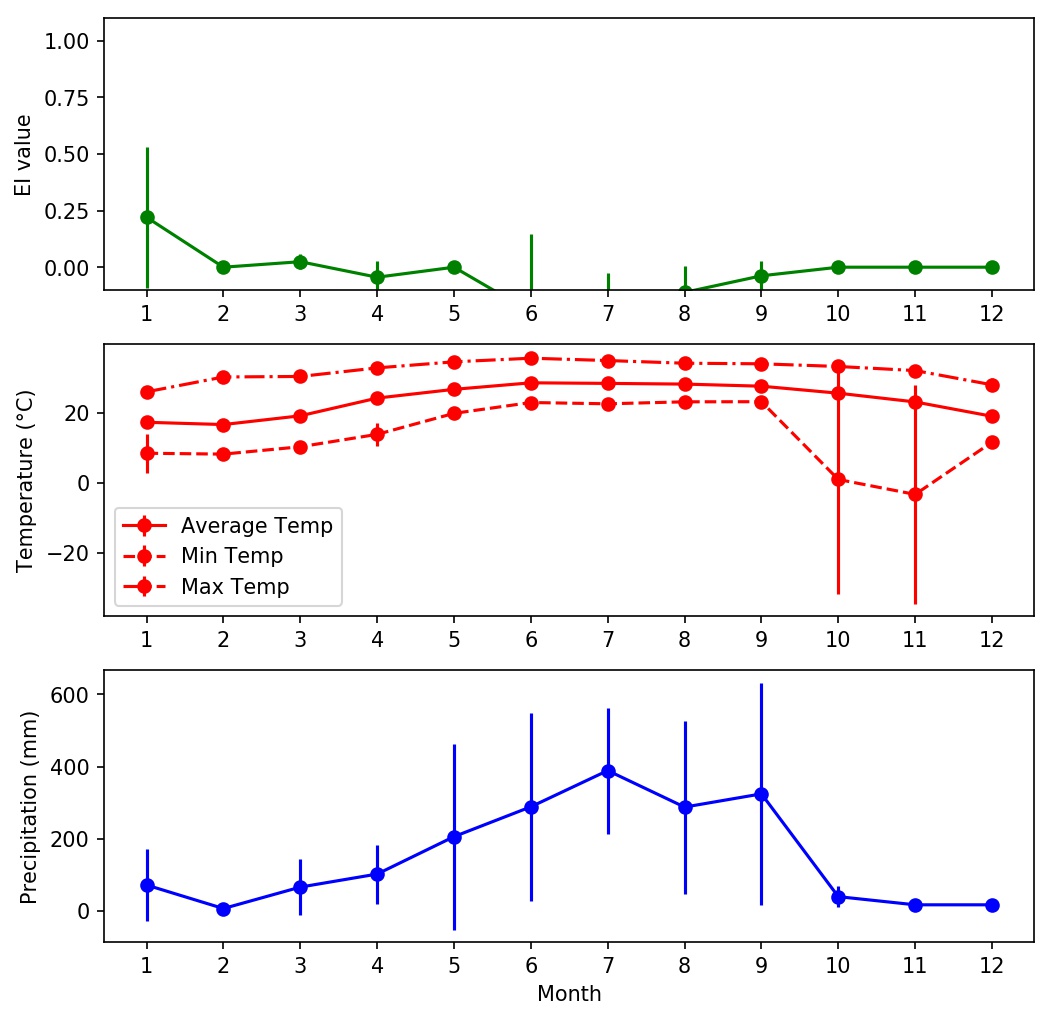 1.00
0.75
0.50
0.25
0.00
EI value
1 2 3 4 5 6 7 8 9 10 11 12
20
0
−20
Temperature (°C)
Average Temp
Min Temp
Max Temp
1 2 3 4 5 6 7 8 9 10 11 12
600
400
200
0
Precipitation (mm)
1 2 3 4 5 6 7 8 9 10 11 12
Month